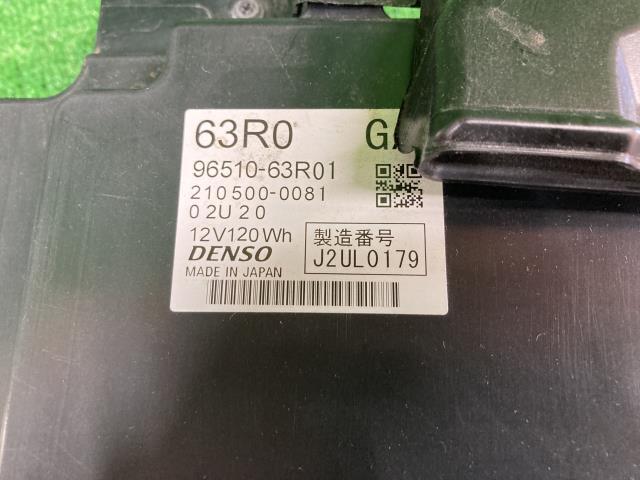 63R0
96510-63R01
210500-0081
02U20
12V120Wh
DENSO
MADE IN JAPAN
製造番号
J2UL0179